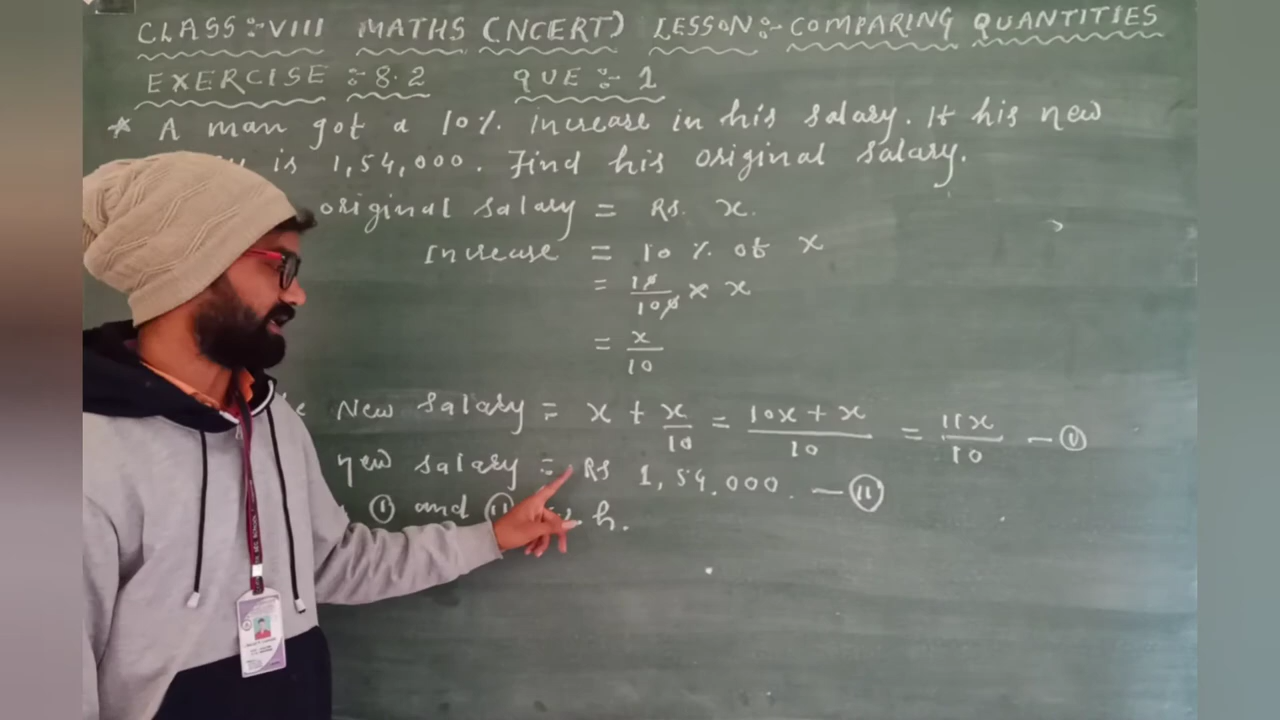 CLASS:-VIII MATHS (NCERT) LESSON:- COMPARING QUANTITIES
EXERCISE :-8.2 QUE:- 1
* A man got a 10% increase in his salary. If his new
is 1,54,000. Find his original salary.
original salary = Rs. x.
Increase = 10 % of x
= 10/100 × x
= x/10
New salary = x + x/10 = 10x + x/10 = 11x/10 — (I)
new salary = Rs 1,54,000. — (II)
(I) and (II)